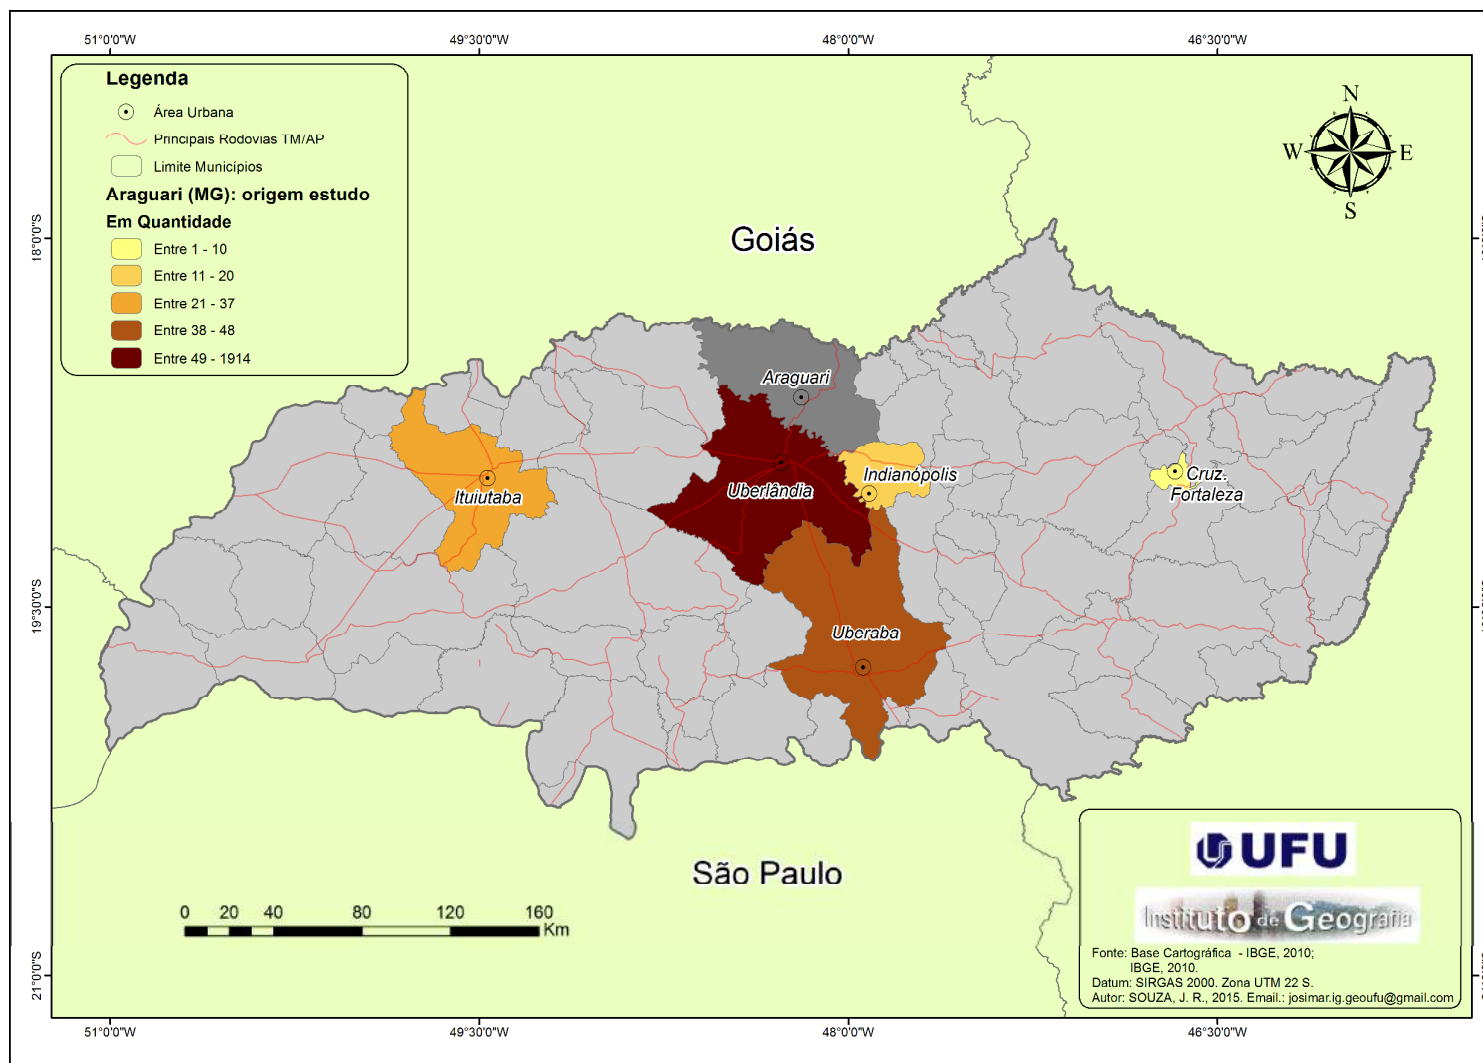 51°0'0"W 49°30'0"W 48°0'0"W 46°30'0"W
Legenda
Área Urbana
Principais Rodovias TM/AP
Limite Municípios
Araguari (MG): origem estudo
Em Quantidade
Entre 1 - 10
Entre 11 - 20
Entre 21 - 37
Entre 38 - 48
Entre 49 - 1914
N
W E
S
18°0'0"S
Goiás
Araguari
Ituiutaba
Uberlândia
Indianópolis
Cruz.
Fortaleza
19°30'0"S
Uberaba
São Paulo
0 20 40 80 120 160
Km
UFU
Instituto de Geografia
Fonte: Base Cartográfica - IBGE, 2010;
IBGE, 2010.
Datum: SIRGAS 2000. Zona UTM 22 S.
Autor: SOUZA, J. R., 2015. Email.: josimar.ig.geoufu@gmail.com
21°0'0"S
51°0'0"W 49°30'0"W 48°0'0"W 46°30'0"W